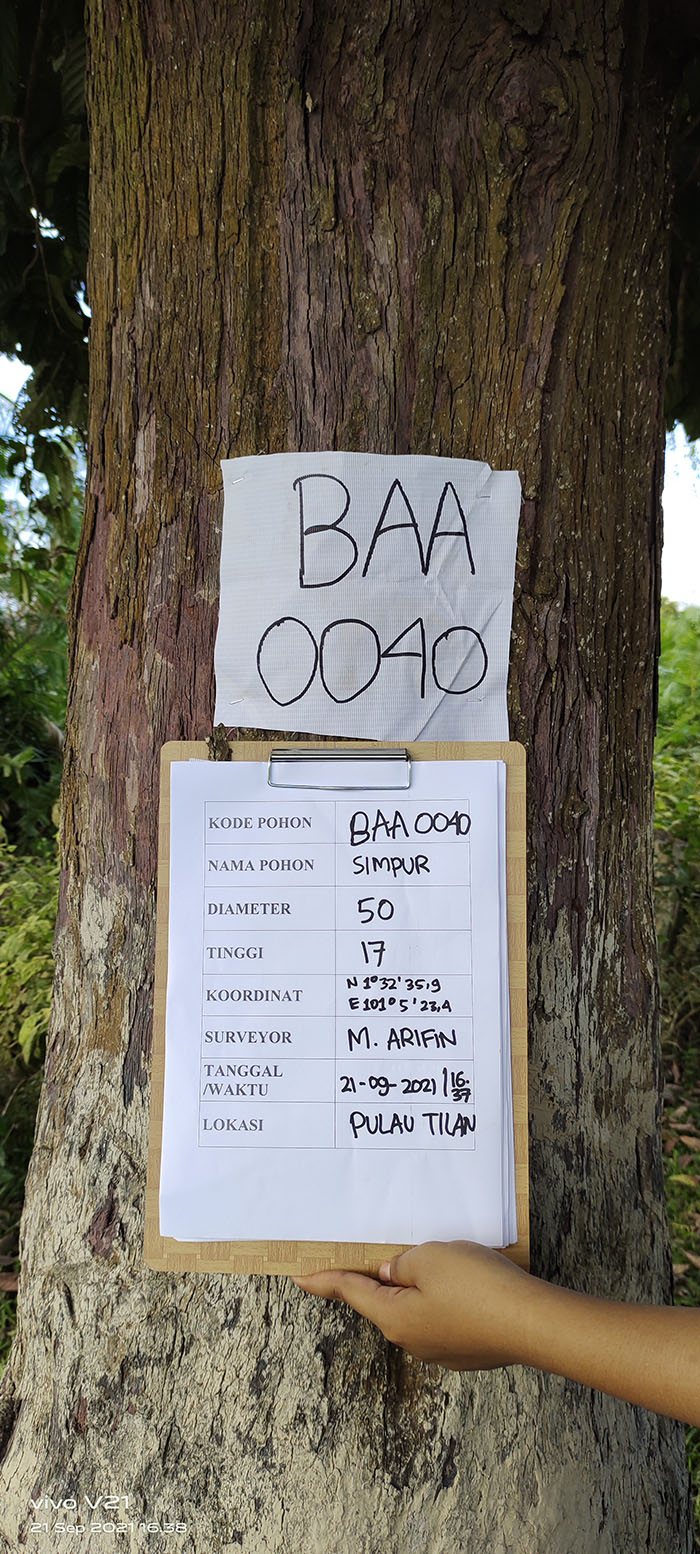 BAA
0040
KODE POHON BAA 0040
NAMA POHON SIMPUR
DIAMETER 50
TINGGI 17
KOORDINAT N 1° 32' 35,9
E 101° 5' 23,4
SURVEYOR M. ARIFIN
TANGGAL
/WAKTU 21-09-2021 / 16.37
LOKASI PULAU TILAN
vivo V21
21 Sep 2021 16.38